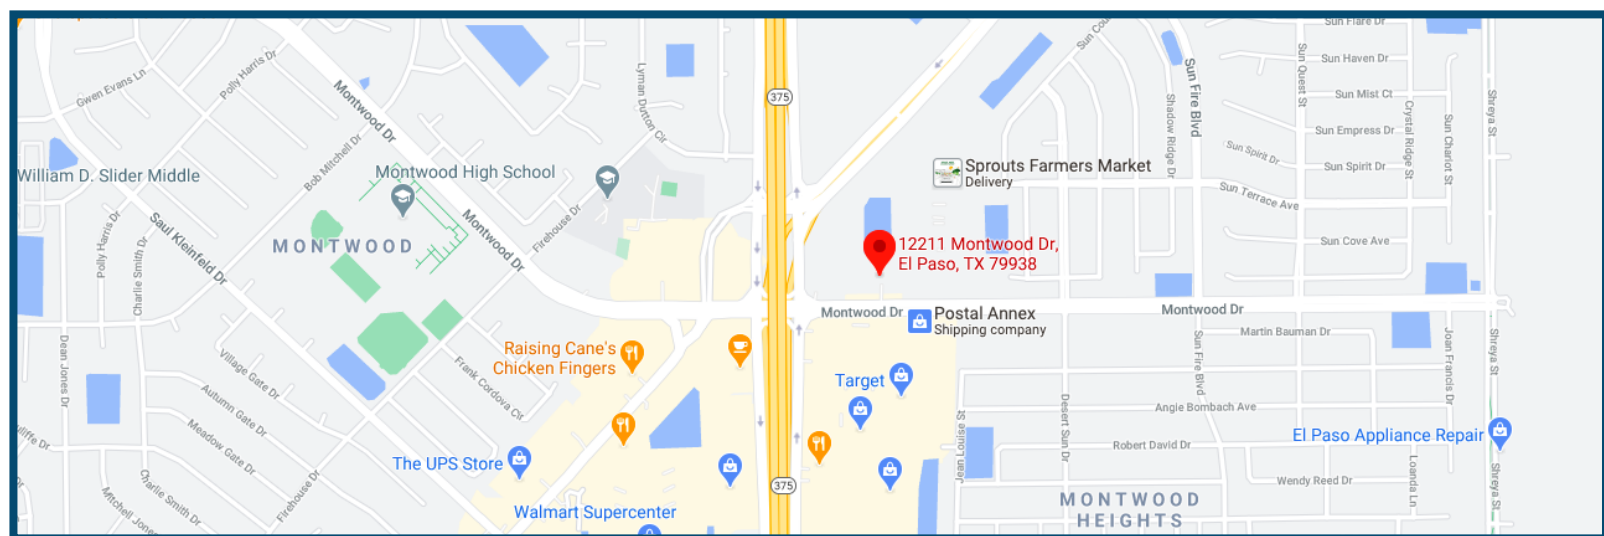 Sun Flare Dr
Gwen Evans Ln
Polly Harris Dr
Montwood Dr
Lyman Dutton Cir
375
Sun Fire Blvd
Sun Quest St
Sun Haven Dr
Shreya St
Shadow Ridge Dr
Sun Mist Ct
Crystal Ridge St
Sun Chariot St
Sun Empress Dr
Sun Spirit Dr
Sun Spirit Dr
Bob Mitchell Dr
William D. Slider Middle
Montwood High School
Sprouts Farmers Market
Delivery
Sun Terrace Ave
Saul Kleinfeld Dr
Polly Harris Dr
Charlie Smith Dr
MONTWOOD
Montwood Dr
Firehouse Dr
12211 Montwood Dr,
El Paso, TX 79938
Sun Cove Ave
Montwood Dr
Montwood Dr
Postal Annex
Shipping company
Martin Bauman Dr
Sun Fire Blvd
Joan Francis Dr
Shreya St
Dean Jones Dr
Village Gate Dr
Raising Cane's
Chicken Fingers
Frank Cordova Cir
Target
Autumn Gate Dr
Meadow Gate Dr
Angie Bombach Ave
Desert Sun Dr
Jean Louise St
Robert David Dr
El Paso Appliance Repair
The UPS Store
Loanda Ln
Wendy Reed Dr
Shreya St
Charlie Smith Dr
Mitchell Jone
Firehouse Dr
375
Walmart Supercenter
MONTWOOD
HEIGHTS